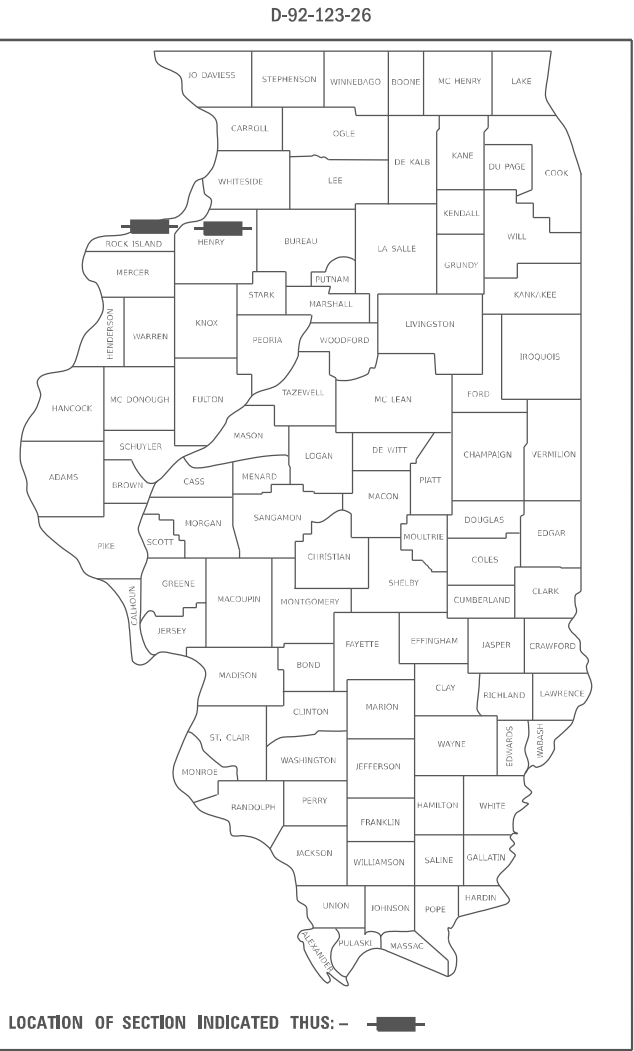 D-92-123-26
JO DAVIESS
STEPHENSON
WINNEBAGO
BOONE
MC HENRY
LAKE
CARROLL
OGLE
KANE
DE KALB
DU PAGE
COOK
WHITESIDE
LEE
KENDALL
WILL
ROCK ISLAND
HENRY
BUREAU
LA SALLE
GRUNDY
MERCER
PUTNAM
KANKAKEE
STARK
MARSHALL
HENDERSON
WARREN
KNOX
PEORIA
WOODFORD
LIVINGSTON
IROQUOIS
HANCOCK
MC DONOUGH
FULTON
TAZEWELL
MC LEAN
FORD
SCHUYLER
MASON
LOGAN
DE WITT
CHAMPAIGN
VERMILION
ADAMS
BROWN
CASS
MENARD
PIATT
MACON
MORGAN
SANGAMON
DOUGLAS
EDGAR
PIKE
SCOTT
CHRISTIAN
MOULTRIE
COLES
GREENE
SHELBY
CALHOUN
MACOUPIN
MONTGOMERY
CUMBERLAND
CLARK
JERSEY
FAYETTE
EFFINGHAM
JASPER
CRAWFORD
MADISON
BOND
CLAY
RICHLAND
LAWRENCE
CLINTON
MARION
ST. CLAIR
WAYNE
EDWARDS
WABASH
WASHINGTON
JEFFERSON
MONROE
RANDOLPH
PERRY
HAMILTON
WHITE
FRANKLIN
JACKSON
WILLIAMSON
SALINE
GALLATIN
UNION
JOHNSON
POPE
HARDIN
ALEXANDER
PULASKI
MASSAC
LOCATION OF SECTION INDICATED THUS: –